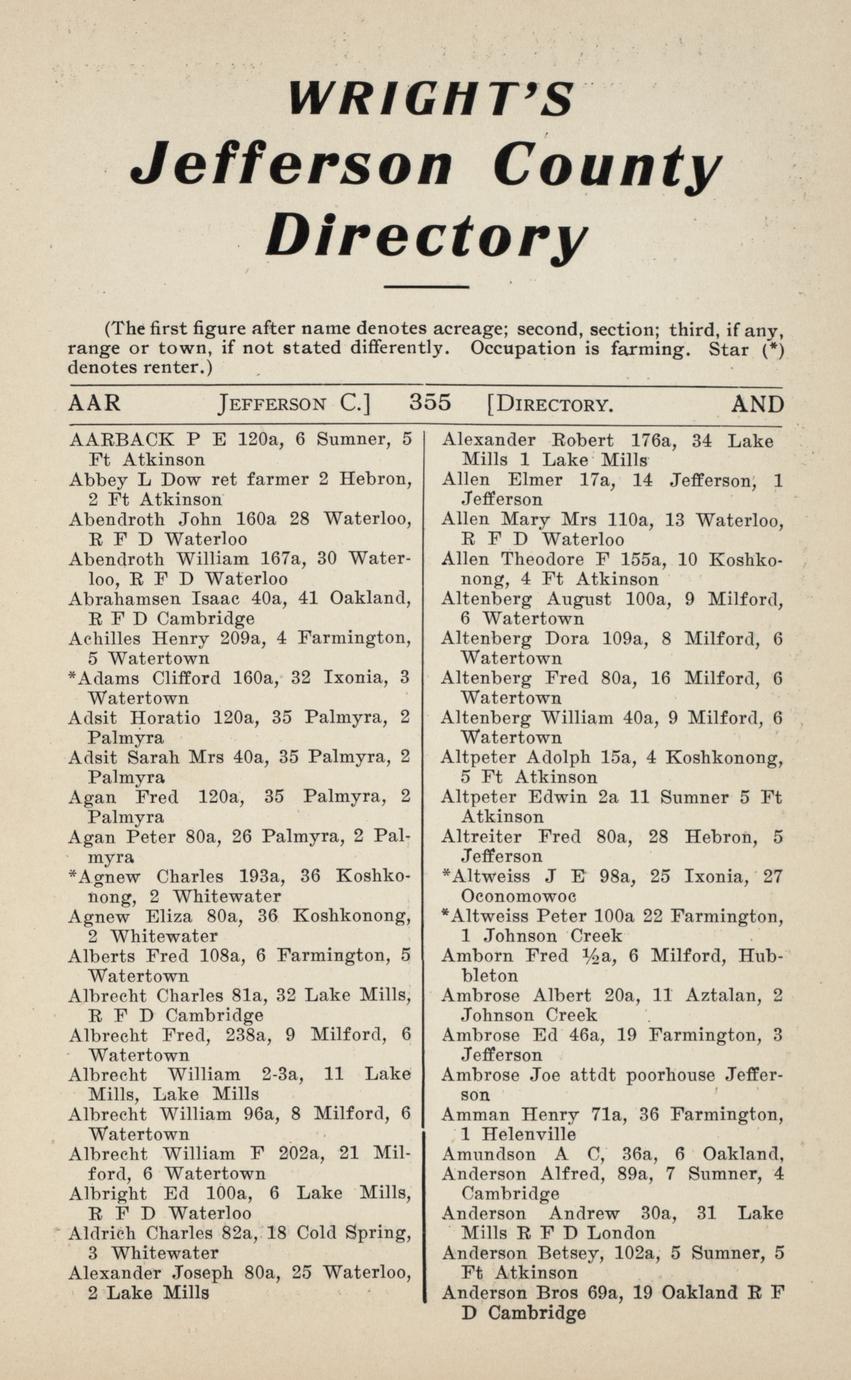 WRIGHT'S
Jefferson County
Directory
(The first figure after name denotes acreage; second, section; third, if any,
range or town, if not stated differently. Occupation is farming. Star (*)
denotes renter.)
AAR JEFFERSON C.] 355 [DIRECTORY. AND
AARBACK P E 120a, 6 Sumner, 5
Ft Atkinson
Abbey L Dow ret farmer 2 Hebron,
2 Ft Atkinson
Abendroth John 160a 28 Waterloo,
R F D Waterloo
Abendroth William 167a, 30 Water-
loo, R F D Waterloo
Abrahamsen Isaac 40a, 41 Oakland,
R F D Cambridge
Achilles Henry 209a, 4 Farmington,
5 Watertown
*Adams Clifford 160a, 32 Ixonia, 3
Watertown
Adsit Horatio 120a, 35 Palmyra, 2
Palmyra
Adsit Sarah Mrs 40a, 35 Palmyra, 2
Palmyra
Agan Fred 120a, 35 Palmyra, 2
Palmyra
Agan Peter 80a, 26 Palmyra, 2 Pal-
myra
*Agnew Charles 193a, 36 Koshko-
nong, 2 Whitewater
Agnew Eliza 80a, 36 Koshkonong,
2 Whitewater
Alberts Fred 108a, 6 Farmington, 5
Watertown
Albrecht Charles 81a, 32 Lake Mills,
R F D Cambridge
Albrecht Fred, 238a, 9 Milford, 6
Watertown
Albrecht William 2-3a, 11 Lake
Mills, Lake Mills
Albrecht William 96a, 8 Milford, 6
Watertown
Albrecht William F 202a, 21 Mil-
ford, 6 Watertown
Albright Ed 100a, 6 Lake Mills,
R F D Waterloo
Aldrich Charles 82a, 18 Cold Spring,
3 Whitewater
Alexander Joseph 80a, 25 Waterloo,
2 Lake Mills
Alexander Robert 176a, 34 Lake
Mills 1 Lake Mills
Allen Elmer 17a, 14 Jefferson, 1
Jefferson
Allen Mary Mrs 110a, 13 Waterloo,
R F D Waterloo
Allen Theodore F 155a, 10 Koshko-
nong, 4 Ft Atkinson
Altenberg August 100a, 9 Milford,
6 Watertown
Altenberg Dora 109a, 8 Milford, 6
Watertown
Altenberg Fred 80a, 16 Milford, 6
Watertown
Altenberg William 40a, 9 Milford, 6
Watertown
Altpeter Adolph 15a, 4 Koshkonong,
5 Ft Atkinson
Altpeter Edwin 2a 11 Sumner 5 Ft
Atkinson
Altreiter Fred 80a, 28 Hebron, 5
Jefferson
*Altweiss J E 98a, 25 Ixonia, 27
Oconomowoc
*Altweiss Peter 100a 22 Farmington,
1 Johnson Creek
Amborn Fred ½a, 6 Milford, Hub-
bleton
Ambrose Albert 20a, 11 Aztalan, 2
Johnson Creek
Ambrose Ed 46a, 19 Farmington, 3
Jefferson
Ambrose Joe attdt poorhouse Jeffer-
son
Amman Henry 71a, 36 Farmington,
1 Helenville
Amundson A C, 36a, 6 Oakland,
Anderson Alfred, 89a, 7 Sumner, 4
Cambridge
Anderson Andrew 30a, 31 Lake
Mills R F D London
Anderson Betsey, 102a, 5 Sumner, 5
Ft Atkinson
Anderson Bros 69a, 19 Oakland R F
D Cambridge